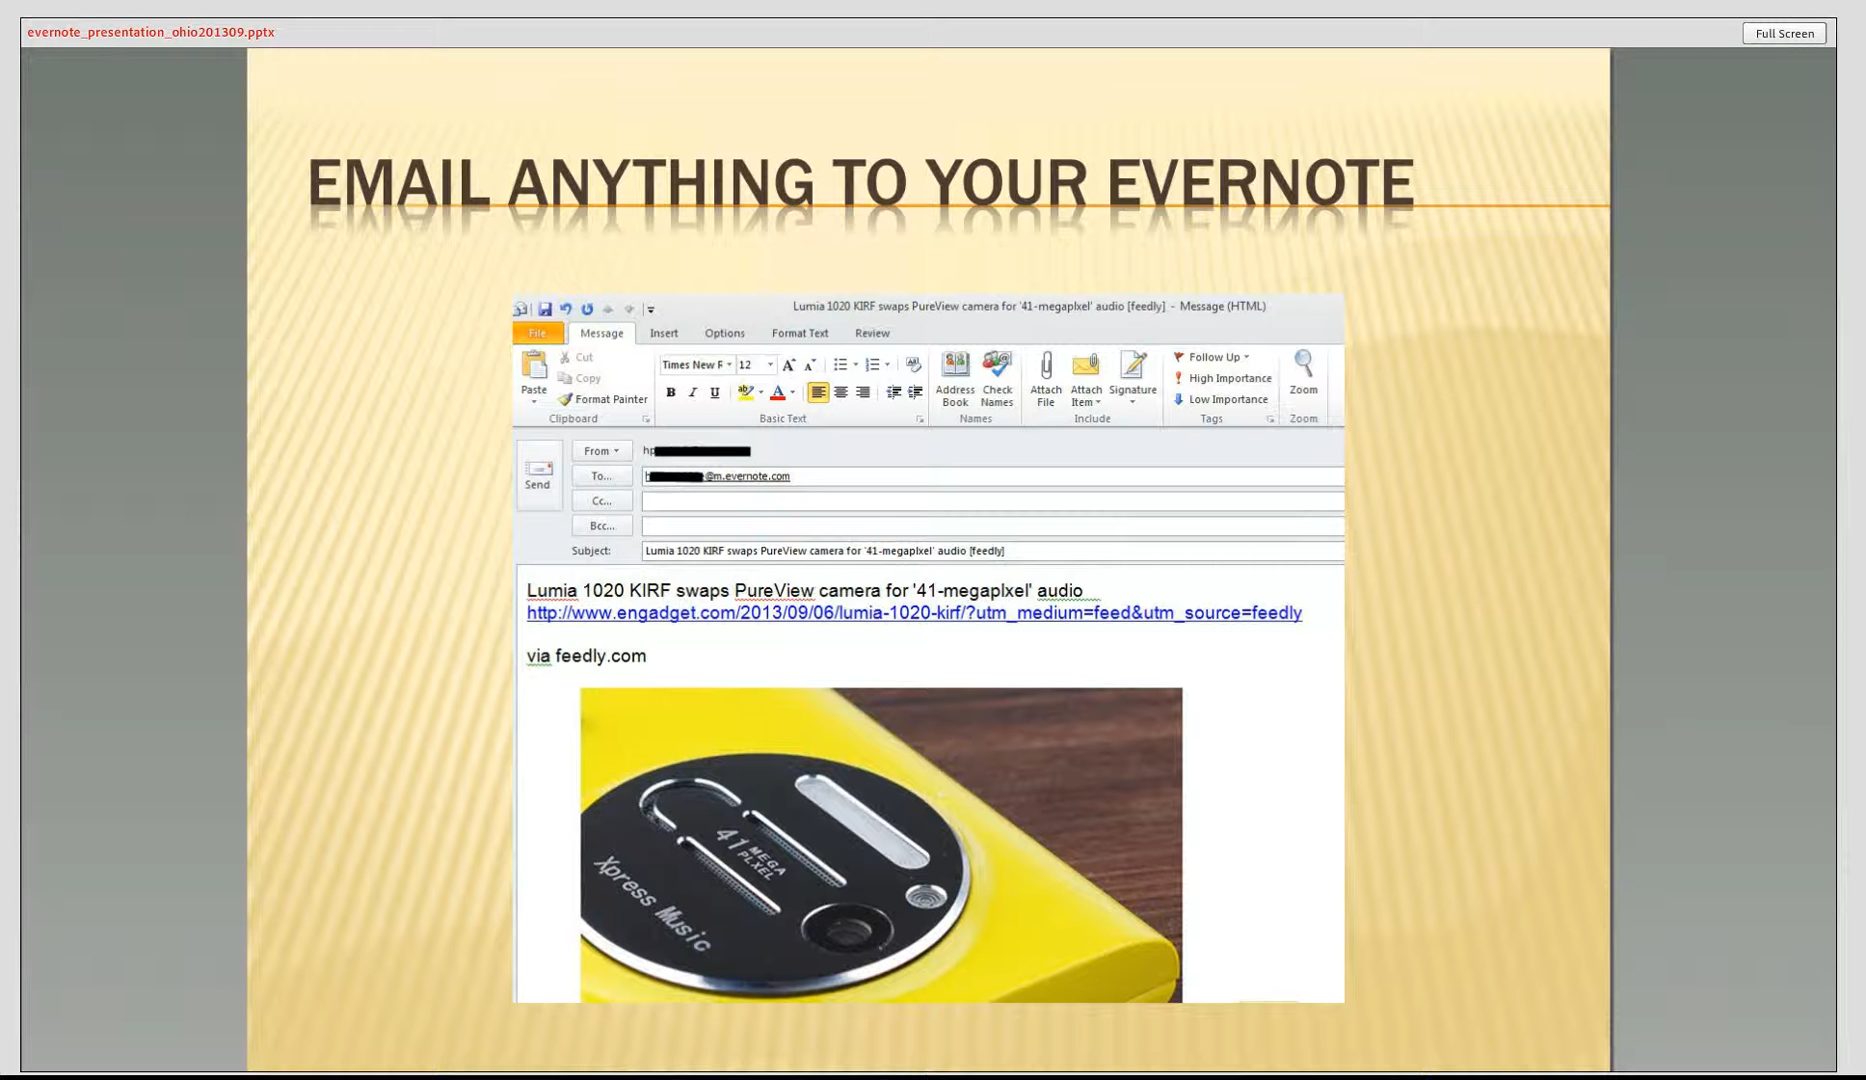 evernote_presentation_ohio201309.pptx
Full Screen
EMAIL ANYTHING TO YOUR EVERNOTE
Lumia 1020 KIRF swaps PureView camera for '41-megaplxel' audio [feedly] - Message (HTML)
File Message Insert Options Format Text Review
Paste
Cut
Copy
Format Painter
Clipboard
Times New F 12
B I U
Basic Text
Address Book
Check Names
Names
Attach File
Attach Item
Signature
Include
Follow Up
High Importance
Low Importance
Tags
Zoom
Zoom
Send
From hp
To... @m.evernote.com
Cc...
Bcc...
Subject: Lumia 1020 KIRF swaps PureView camera for '41-megaplxel' audio [feedly]
Lumia 1020 KIRF swaps PureView camera for '41-megaplxel' audio
http://www.engadget.com/2013/09/06/lumia-1020-kirf/?utm_medium=feed&utm_source=feedly
via feedly.com
41 MEGA
PLXEL
Xpress Music